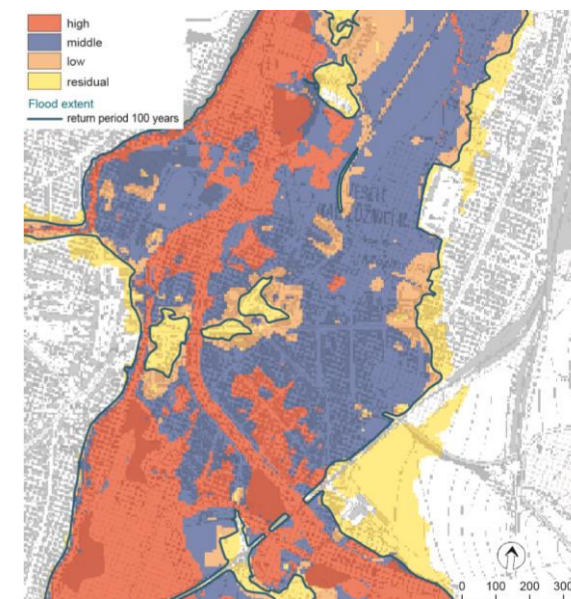 high
middle
low
residual
Flood extent
return period 100 years
0 100 200 300